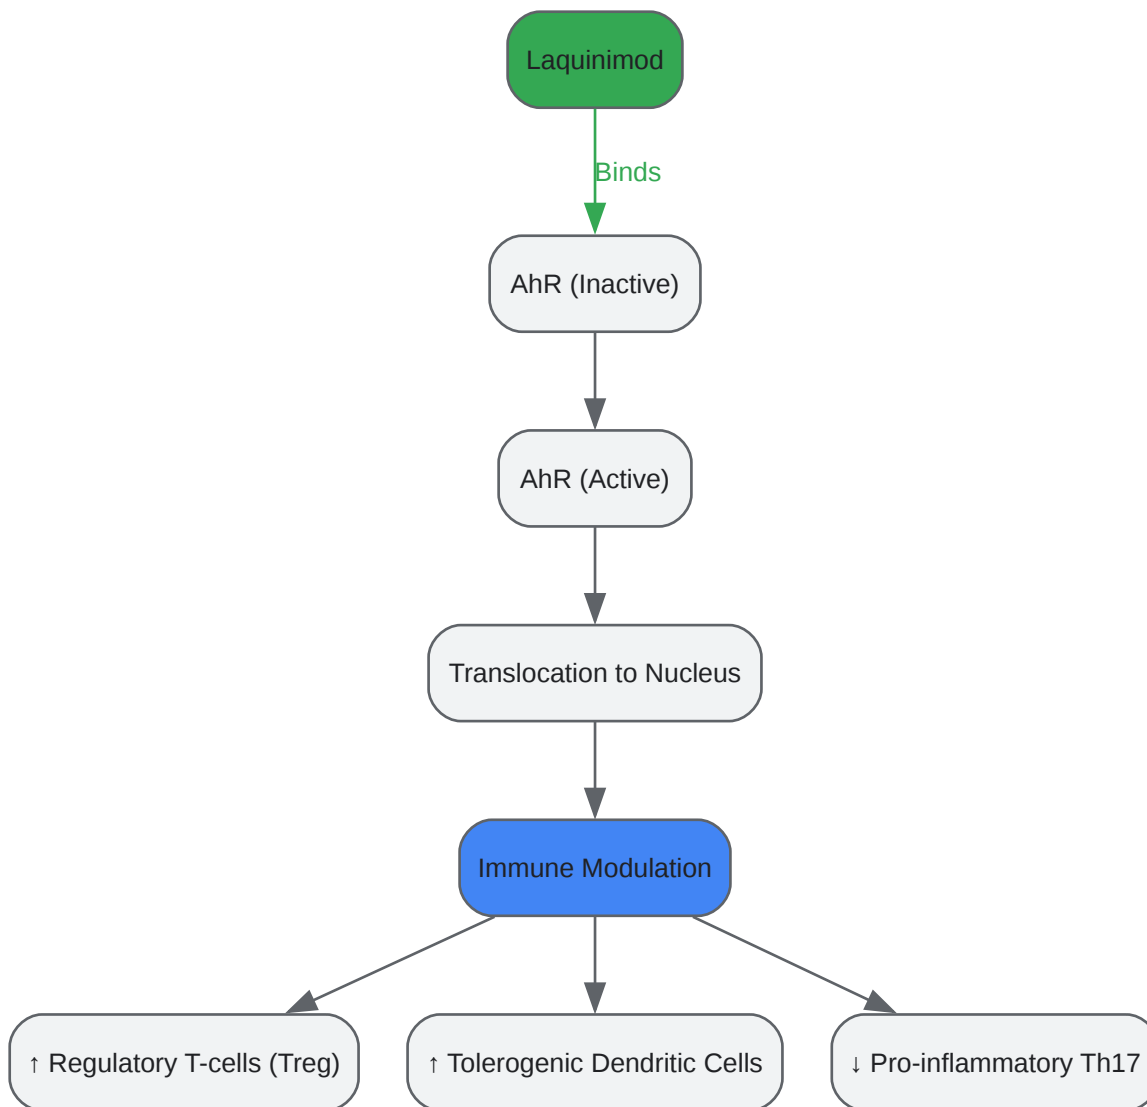 Laquinimod
Binds
AhR (Inactive)
AhR (Active)
Translocation to Nucleus
Immune Modulation
↑ Regulatory T-cells (Treg)
↑ Tolerogenic Dendritic Cells
↓ Pro-inflammatory Th17